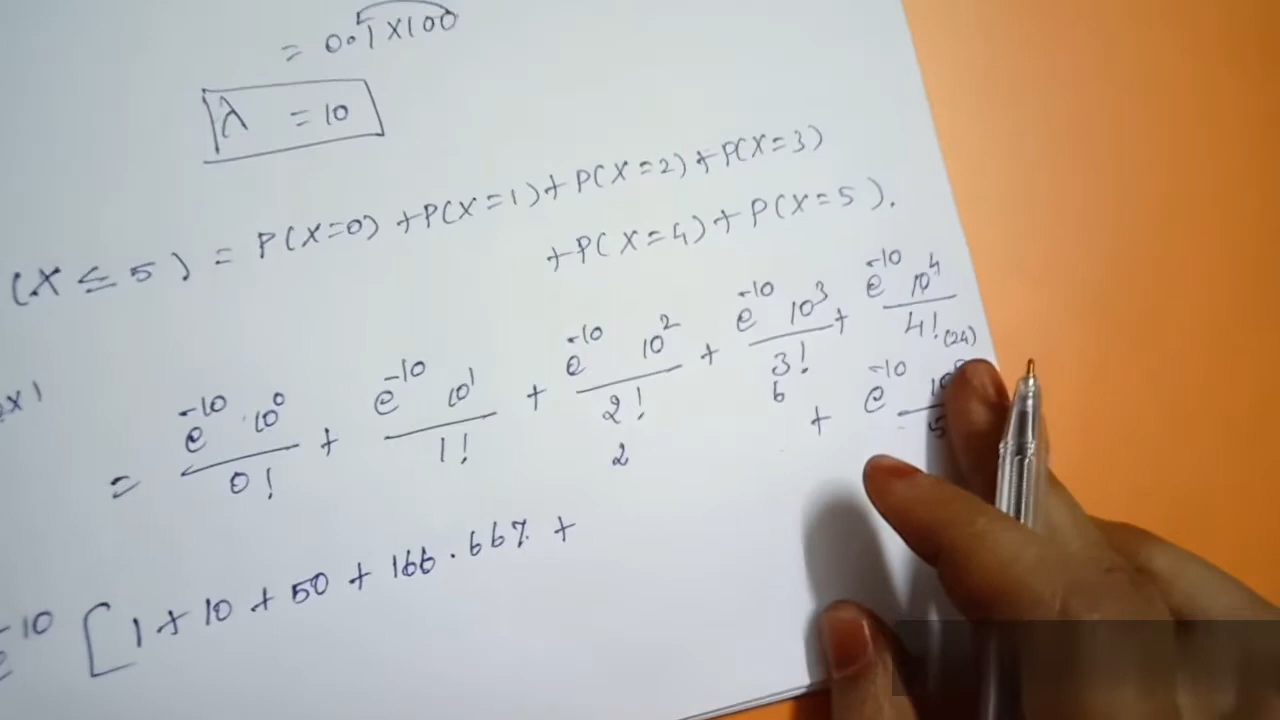 = 0.1 x 100
λ = 10
(X ≤ 5) = P(X=0) + P(X=1) + P(X=2) + P(X=3)
+ P(X=4) + P(X=5).
= e^-10 10^0 / 0! + e^-10 10^1 / 1! + e^-10 10^2 / 2! + e^-10 10^3 / 3! + e^-10 10^4 / 4! (24)
2 6
+ e^-10 10 / 5
e^-10 [1 + 10 + 50 + 166.667 +